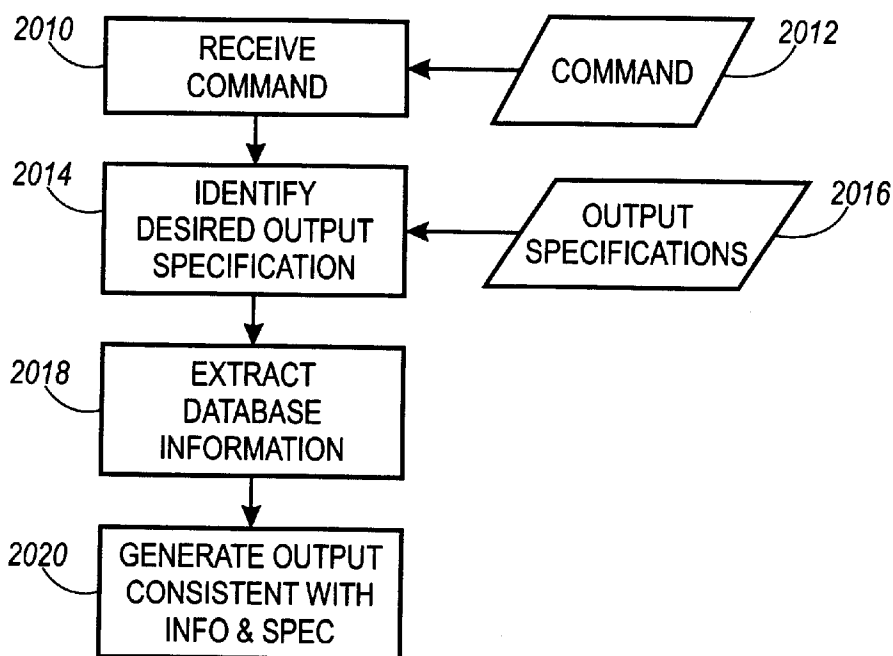 2010
RECEIVE
COMMAND
COMMAND
2012
2014
IDENTIFY
DESIRED OUTPUT
SPECIFICATION
OUTPUT
SPECIFICATIONS
2016
2018
EXTRACT
DATABASE
INFORMATION
2020
GENERATE OUTPUT
CONSISTENT WITH
INFO & SPEC